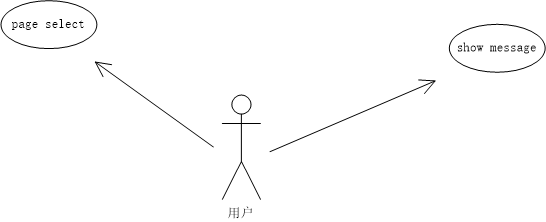 page select
show message
用户